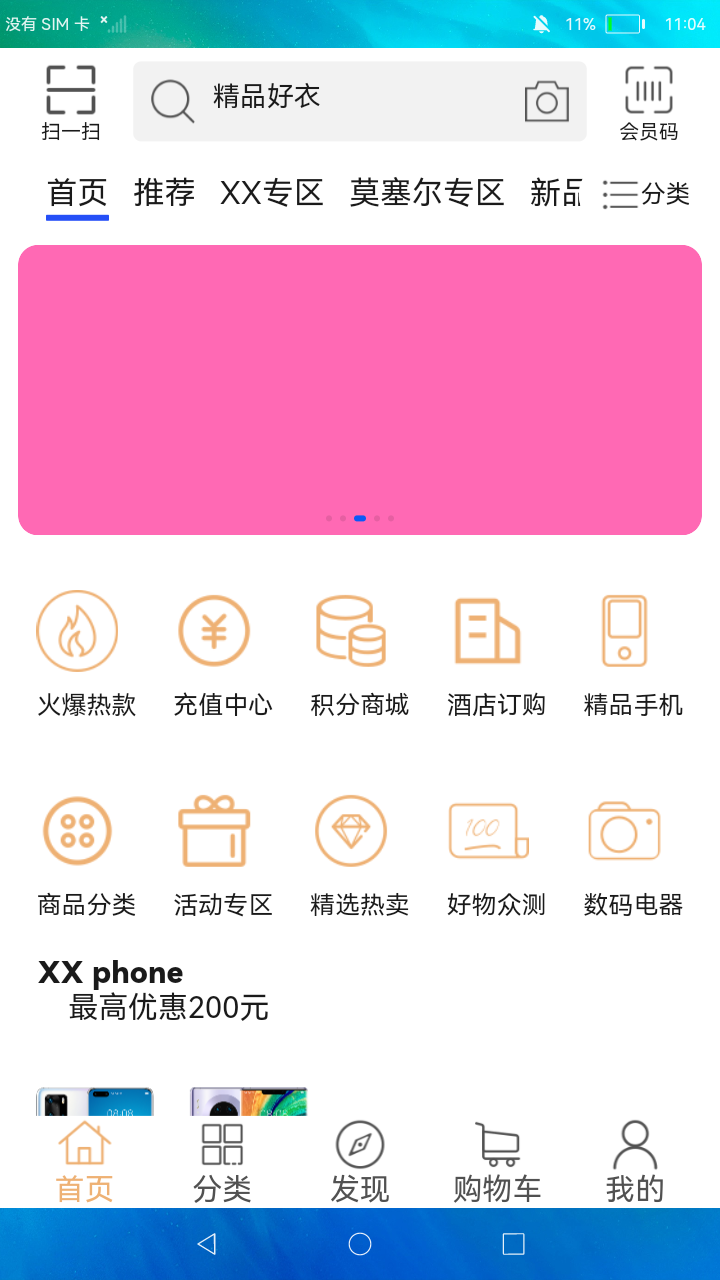 没有 SIM 卡 11% 11:04
扫一扫 精品好衣 会员码
首页 推荐 XX专区 莫塞尔专区 新品 分类
火爆热款 充值中心 积分商城 酒店订购 精品手机
100
商品分类 活动专区 精选热卖 好物众测 数码电器
XX phone
最高优惠200元
08:08 08:08
首页 分类 发现 购物车 我的